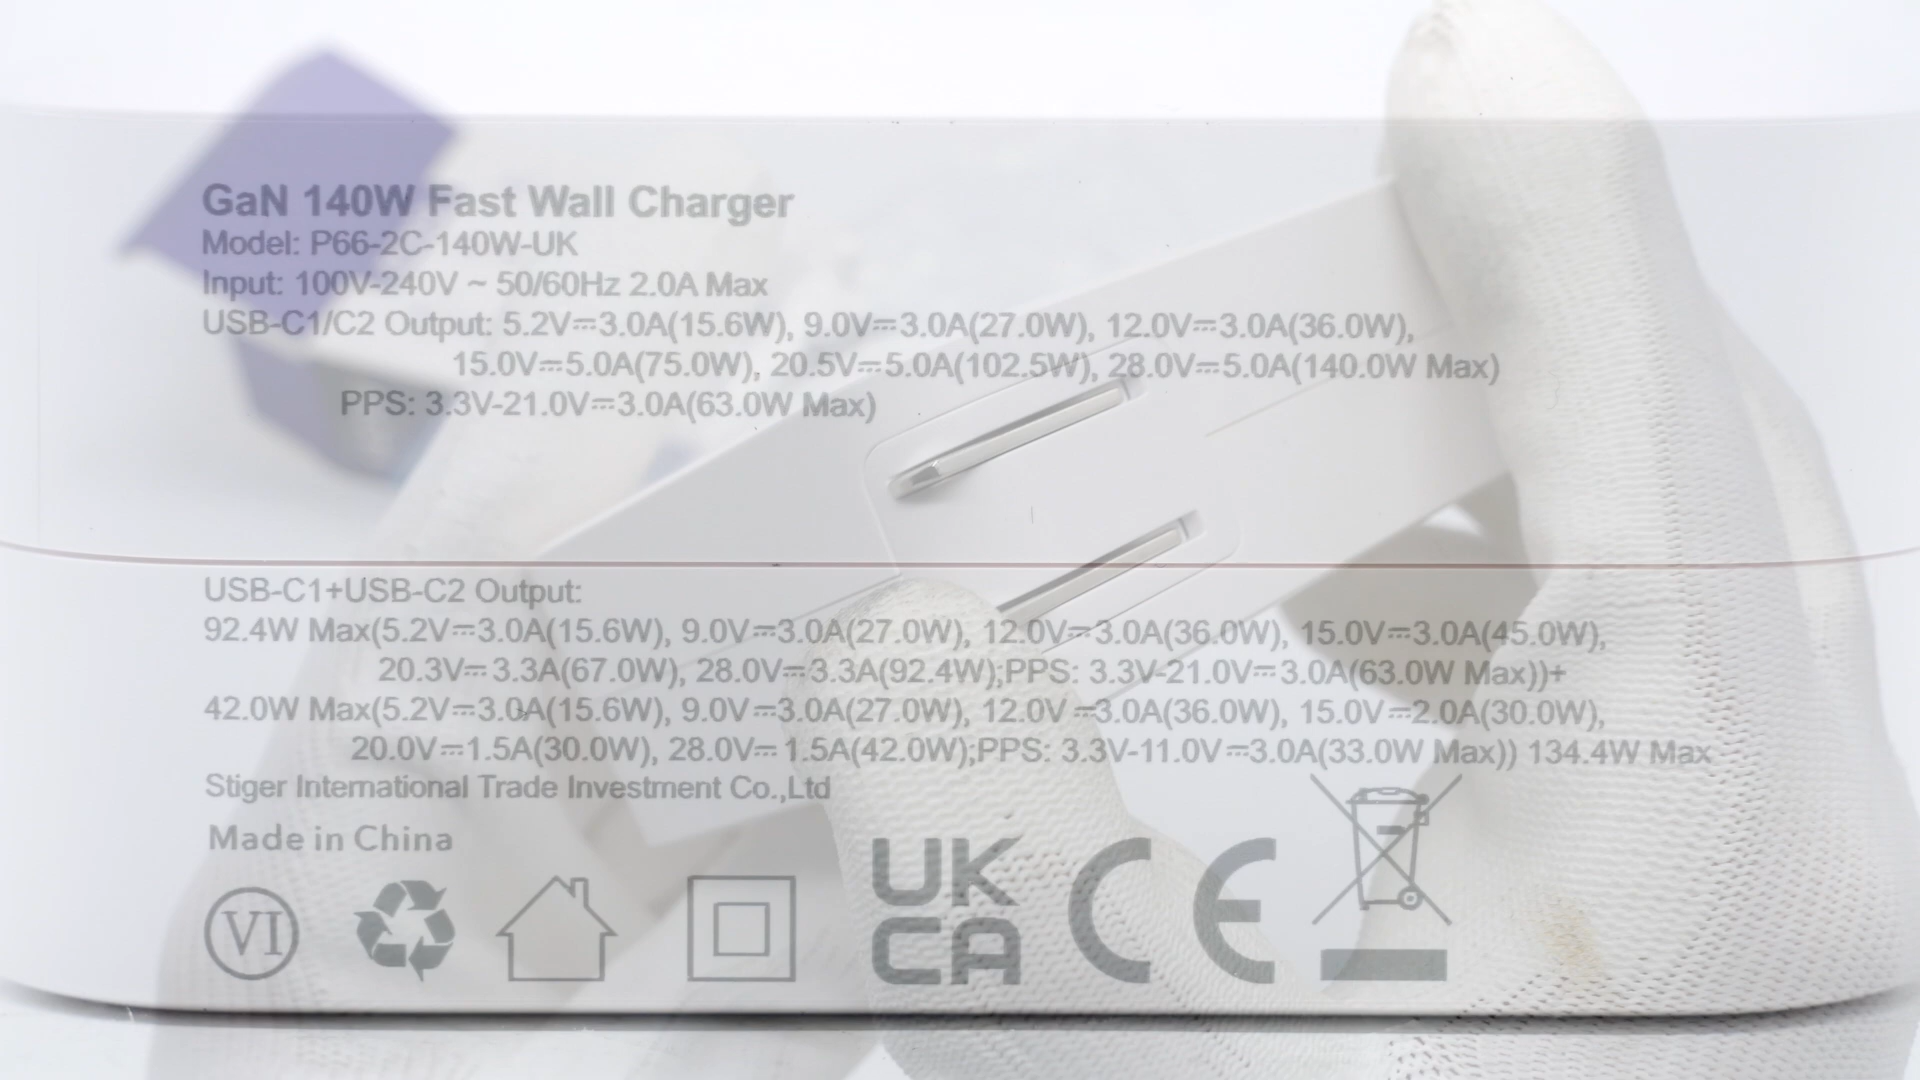 GaN 140W Fast Wall Charger
Model: P66-2C-140W-UK
Input: 100V-240V ~ 50/60Hz 2.0A Max
USB-C1/C2 Output: 5.2V⎓3.0A(15.6W), 9.0V⎓3.0A(27.0W), 12.0V⎓3.0A(36.0W),
15.0V⎓5.0A(75.0W), 20.5V⎓5.0A(102.5W), 28.0V⎓5.0A(140.0W Max)
PPS: 3.3V-21.0V⎓3.0A(63.0W Max)
USB-C1+USB-C2 Output:
92.4W Max(5.2V⎓3.0A(15.6W), 9.0V⎓3.0A(27.0W), 12.0V⎓3.0A(36.0W), 15.0V⎓3.0A(45.0W),
20.3V⎓3.3A(67.0W), 28.0V⎓3.3A(92.4W);PPS: 3.3V-21.0V⎓3.0A(63.0W Max))+
42.0W Max(5.2V⎓3.0A(15.6W), 9.0V⎓3.0A(27.0W), 12.0V⎓3.0A(36.0W), 15.0V⎓2.0A(30.0W),
20.0V⎓1.5A(30.0W), 28.0V⎓1.5A(42.0W);PPS: 3.3V-11.0V⎓3.0A(33.0W Max)) 134.4W Max
Stiger International Trade Investment Co.,Ltd
Made in China
VI UK CA CE